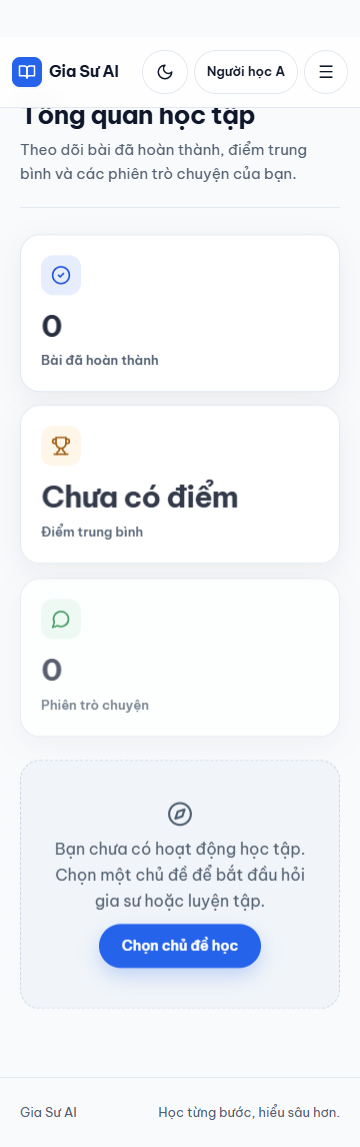 Gia Sư AI
Người học A
Tổng quan học tập
Theo dõi bài đã hoàn thành, điểm trung
bình và các phiên trò chuyện của bạn.
0
Bài đã hoàn thành
Chưa có điểm
Điểm trung bình
0
Phiên trò chuyện
Bạn chưa có hoạt động học tập.
Chọn một chủ đề để bắt đầu hỏi
gia sư hoặc luyện tập.
Chọn chủ đề học
Gia Sư AI
Học từng bước, hiểu sâu hơn.